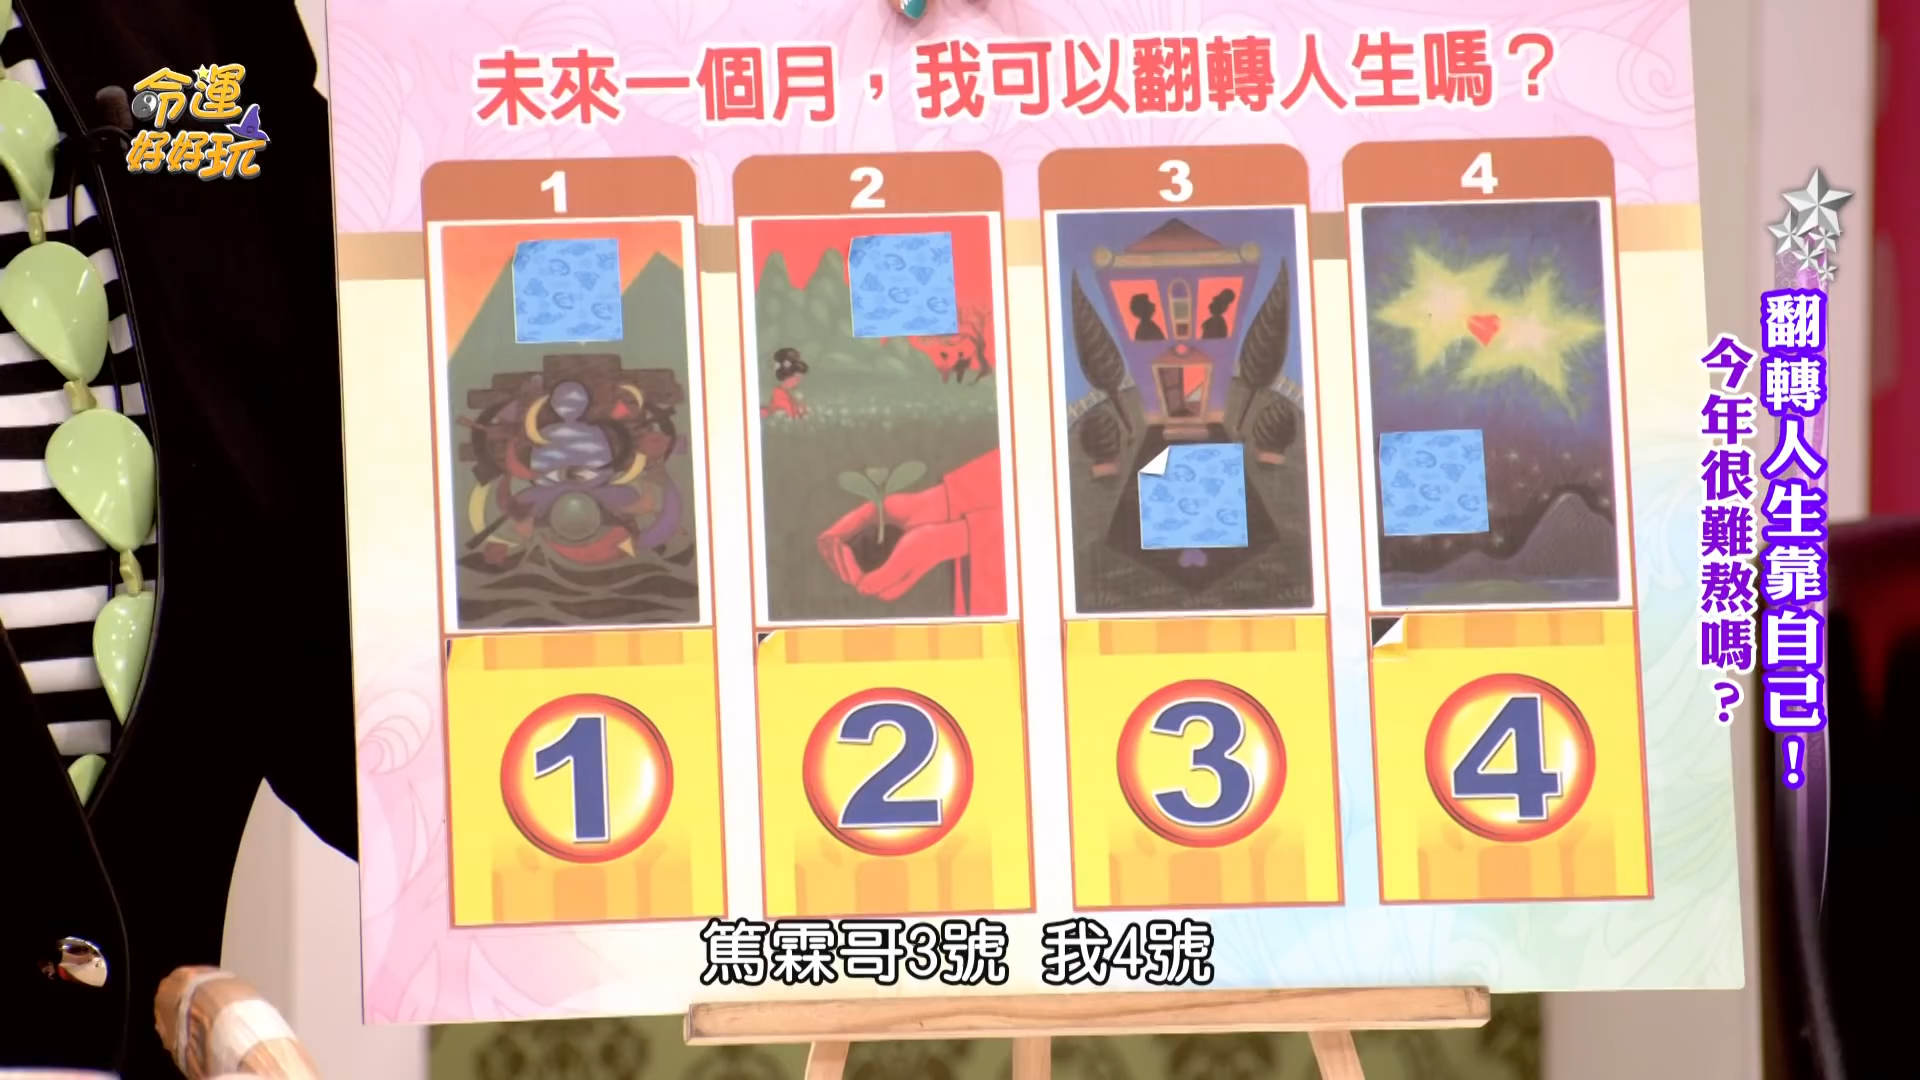 命運
好好玩
未來一個月，我可以翻轉人生嗎？
1
2
3
4
1
2
3
4
翻轉人生靠自己！
今年很難熬嗎？
篤霖哥3號 我4號